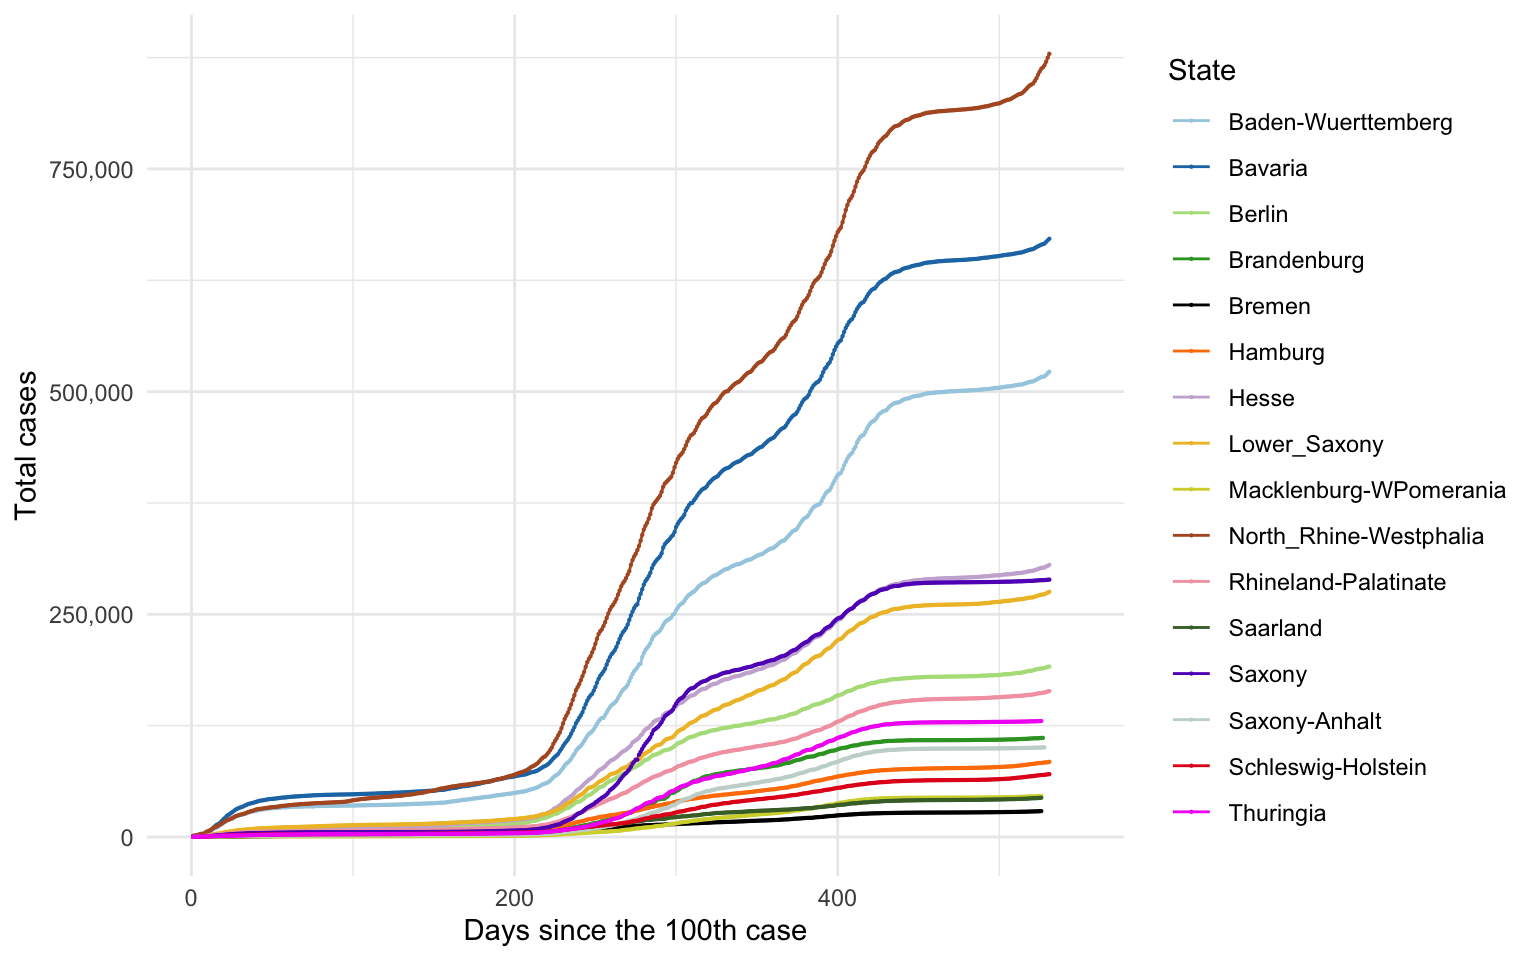 State
Baden-Wuerttemberg
Bavaria
Berlin
Brandenburg
Bremen
Hamburg
Hesse
Lower_Saxony
Macklenburg-WPomerania
North_Rhine-Westphalia
Rhineland-Palatinate
Saarland
Saxony
Saxony-Anhalt
Schleswig-Holstein
Thuringia
Total cases
750,000
500,000
250,000
0
0 200 400
Days since the 100th case